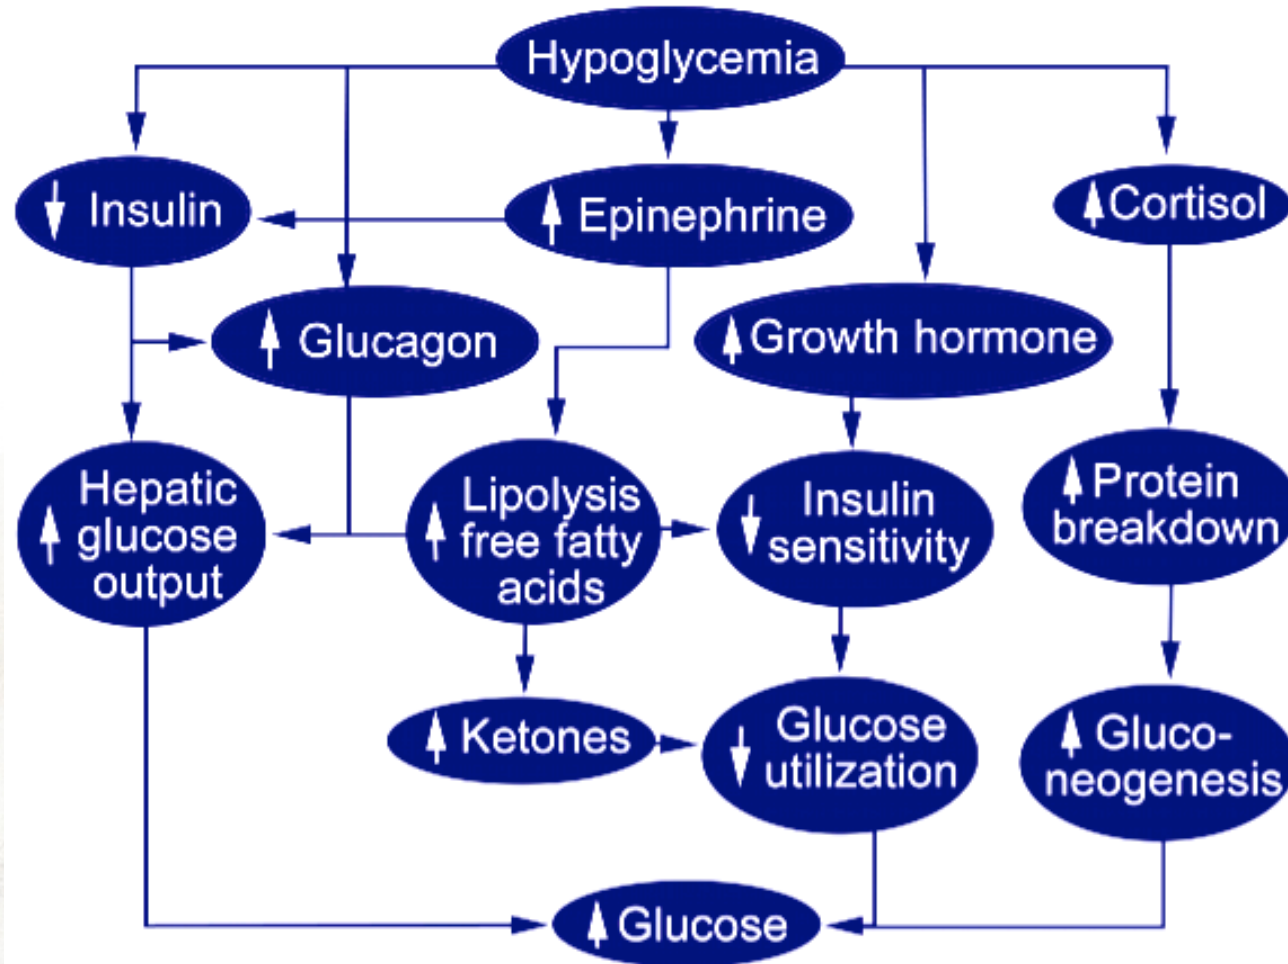 Hypoglycemia
Insulin
Epinephrine
Cortisol
Glucagon
Growth hormone
Hepatic
glucose
output
Lipolysis
free fatty
acids
Insulin
sensitivity
Protein
breakdown
Ketones
Glucose
utilization
Gluco-
neogenesis
Glucose